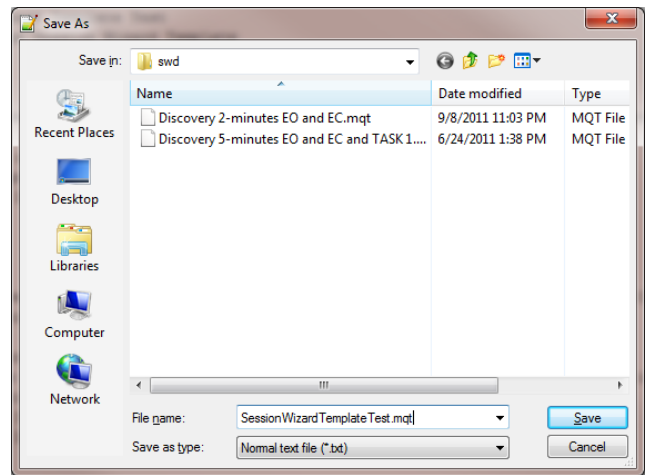 Save As
Save in:
swd
Name
Date modified
Type
Discovery 2-minutes EO and EC.mqt
9/8/2011 11:03 PM
MQT File
Discovery 5-minutes EO and EC and TASK 1....
6/24/2011 1:38 PM
MQT File
Recent Places
Desktop
Libraries
Computer
Network
File name:
SessionWizardTemplateTest.mqt
Save
Save as type:
Normal text file (*.txt)
Cancel